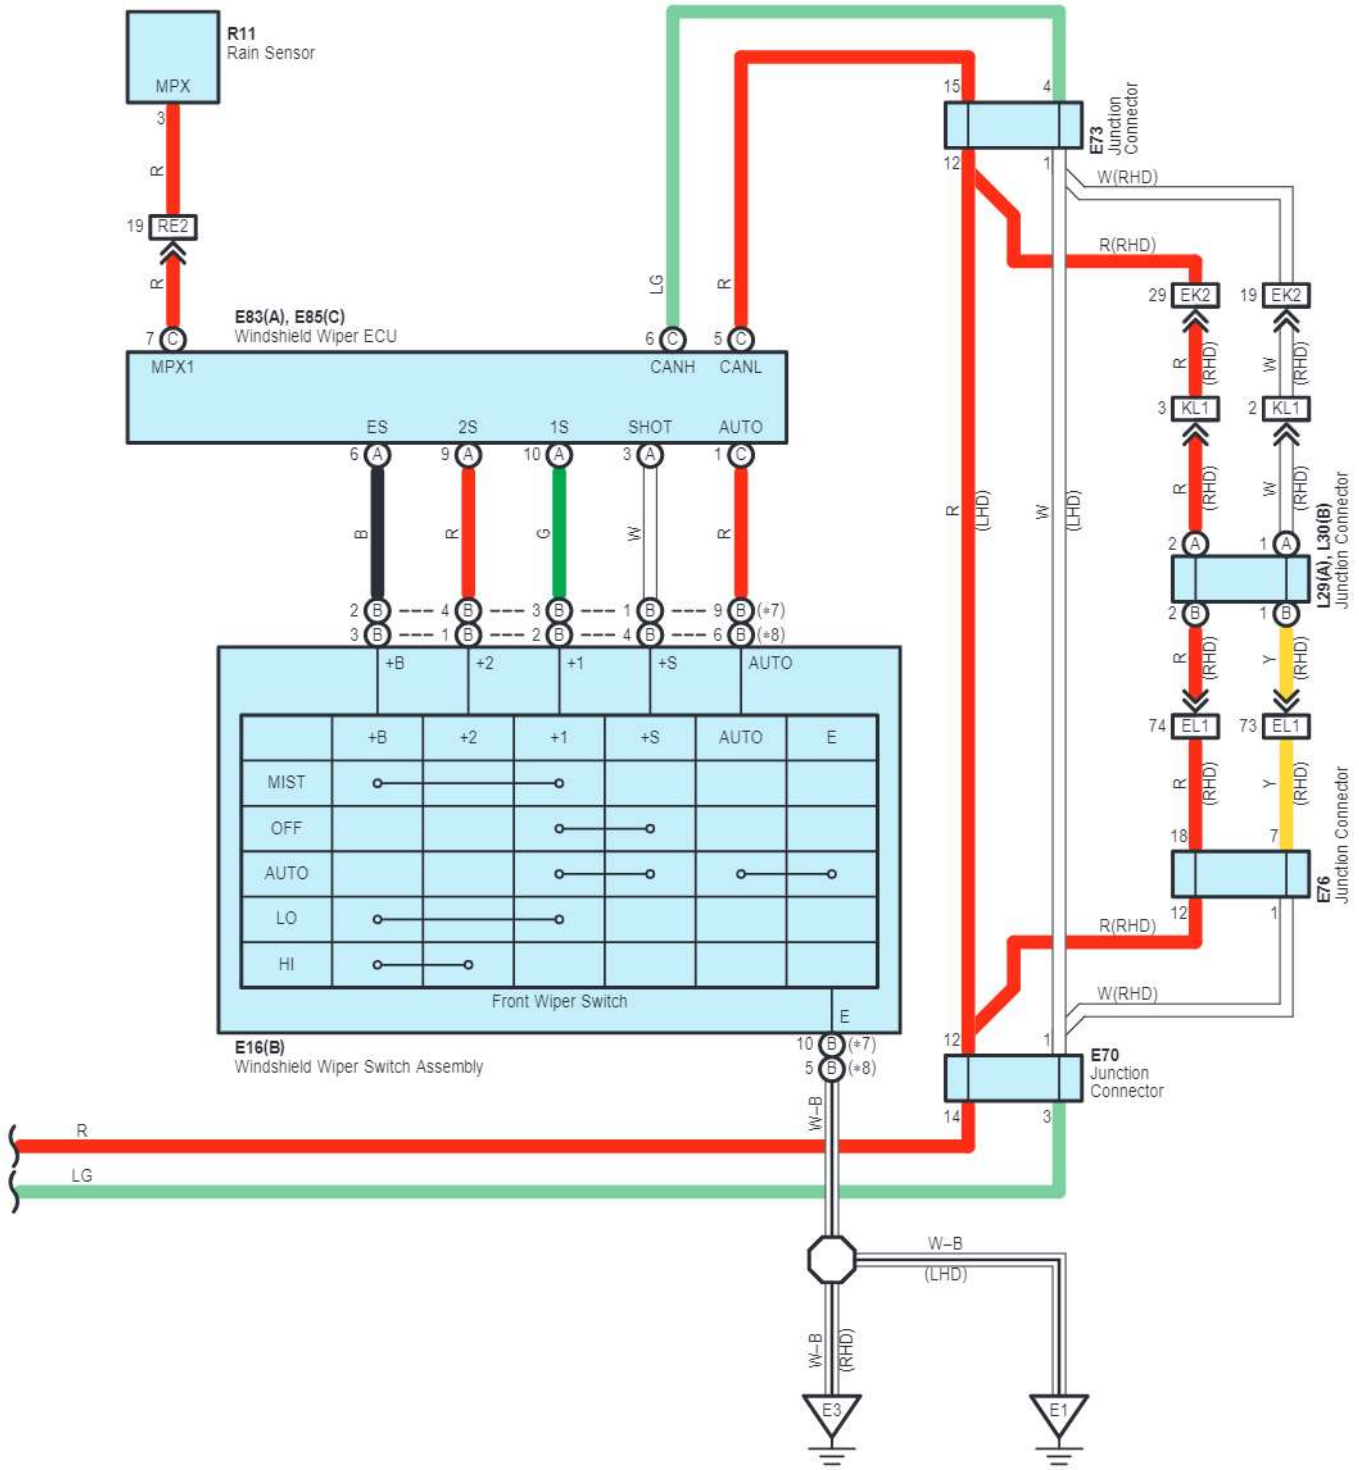 R11
Rain Sensor
MPX
3
R
19 RE2
R
E83(A), E85(C)
Windshield Wiper ECU
7 C
6 C
5 C
LG
R
MPX1
CANH
CANL
ES
2S
1S
SHOT
AUTO
6 A
9 A
10 A
3 A
1 C
B
R
G
W
R
2 B
4 B
3 B
1 B
9 B (*7)
3 B
1 B
2 B
4 B
6 B (*8)
+B
+2
+1
+S
AUTO
+B
+2
+1
+S
AUTO
E
MIST
OFF
AUTO
LO
HI
Front Wiper Switch
E
E16(B)
Windshield Wiper Switch Assembly
10 B (*7)
5 B (*8)
W-B
15
4
E73
Junction
Connector
12
1
W(RHD)
R(RHD)
29 EK2
19 EK2
R
(RHD)
W
(RHD)
3 KL1
2 KL1
R
(RHD)
W
(RHD)
2 A
1 A
L29(A), L30(B)
Junction Connector
2 B
1 B
R
(RHD)
Y
(RHD)
74 EL1
73 EL1
R
(RHD)
Y
(RHD)
18
7
E76
Junction Connector
12
1
R(RHD)
W(RHD)
R
(LHD)
W
(LHD)
12
1
E70
Junction
Connector
14
3
R
LG
W-B
(LHD)
W-B
(RHD)
E3
E1